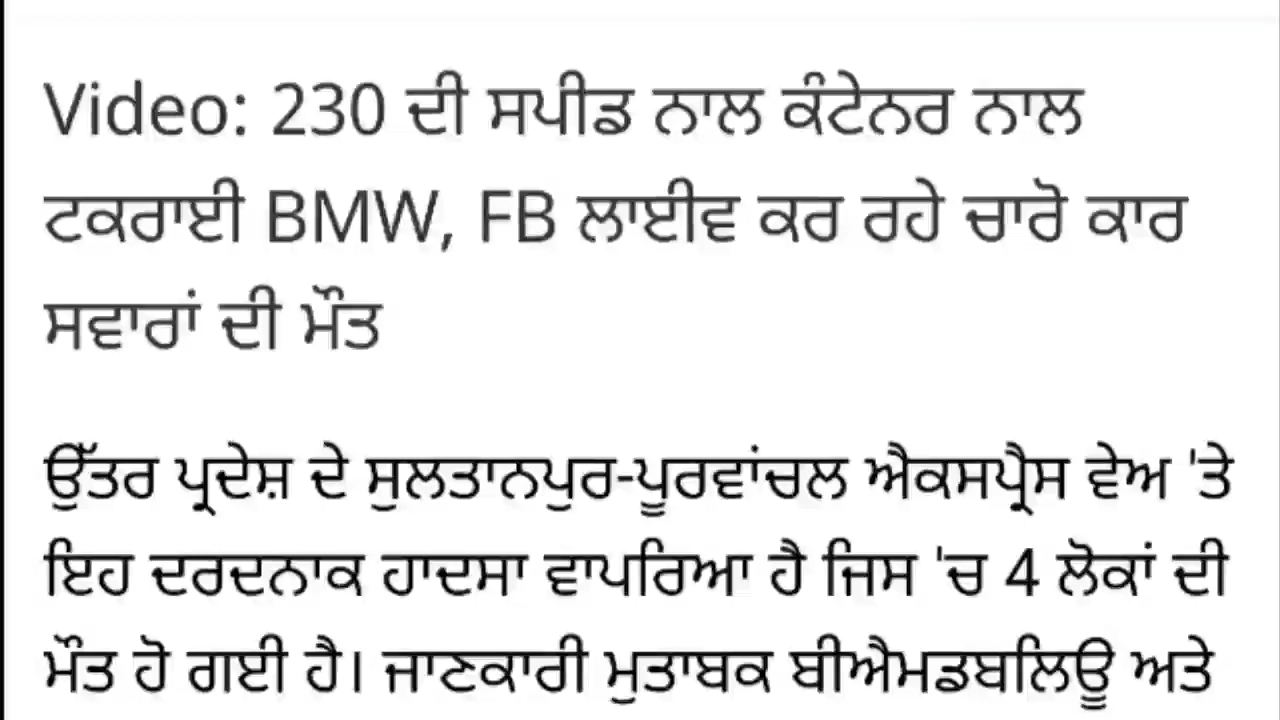 Video: 230 ਦੀ ਸਪੀਡ ਨਾਲ ਕੰਟੇਨਰ ਨਾਲ
ਟਕਰਾਈ BMW, FB ਲਾਈਵ ਕਰ ਰਹੇ ਚਾਰੋ ਕਾਰ
ਸਵਾਰਾਂ ਦੀ ਮੌਤ
ਉੱਤਰ ਪ੍ਰਦੇਸ਼ ਦੇ ਸੁਲਤਾਨਪੁਰ-ਪੂਰਵਾਂਚਲ ਐਕਸਪ੍ਰੈਸ ਵੇਅ 'ਤੇ
ਇਹ ਦਰਦਨਾਕ ਹਾਦਸਾ ਵਾਪਰਿਆ ਹੈ ਜਿਸ 'ਚ 4 ਲੋਕਾਂ ਦੀ
ਮੌਤ ਹੋ ਗਈ ਹੈ। ਜਾਣਕਾਰੀ ਮੁਤਾਬਕ ਬੀਐਮਡਬਲਿਊ ਅਤੇ